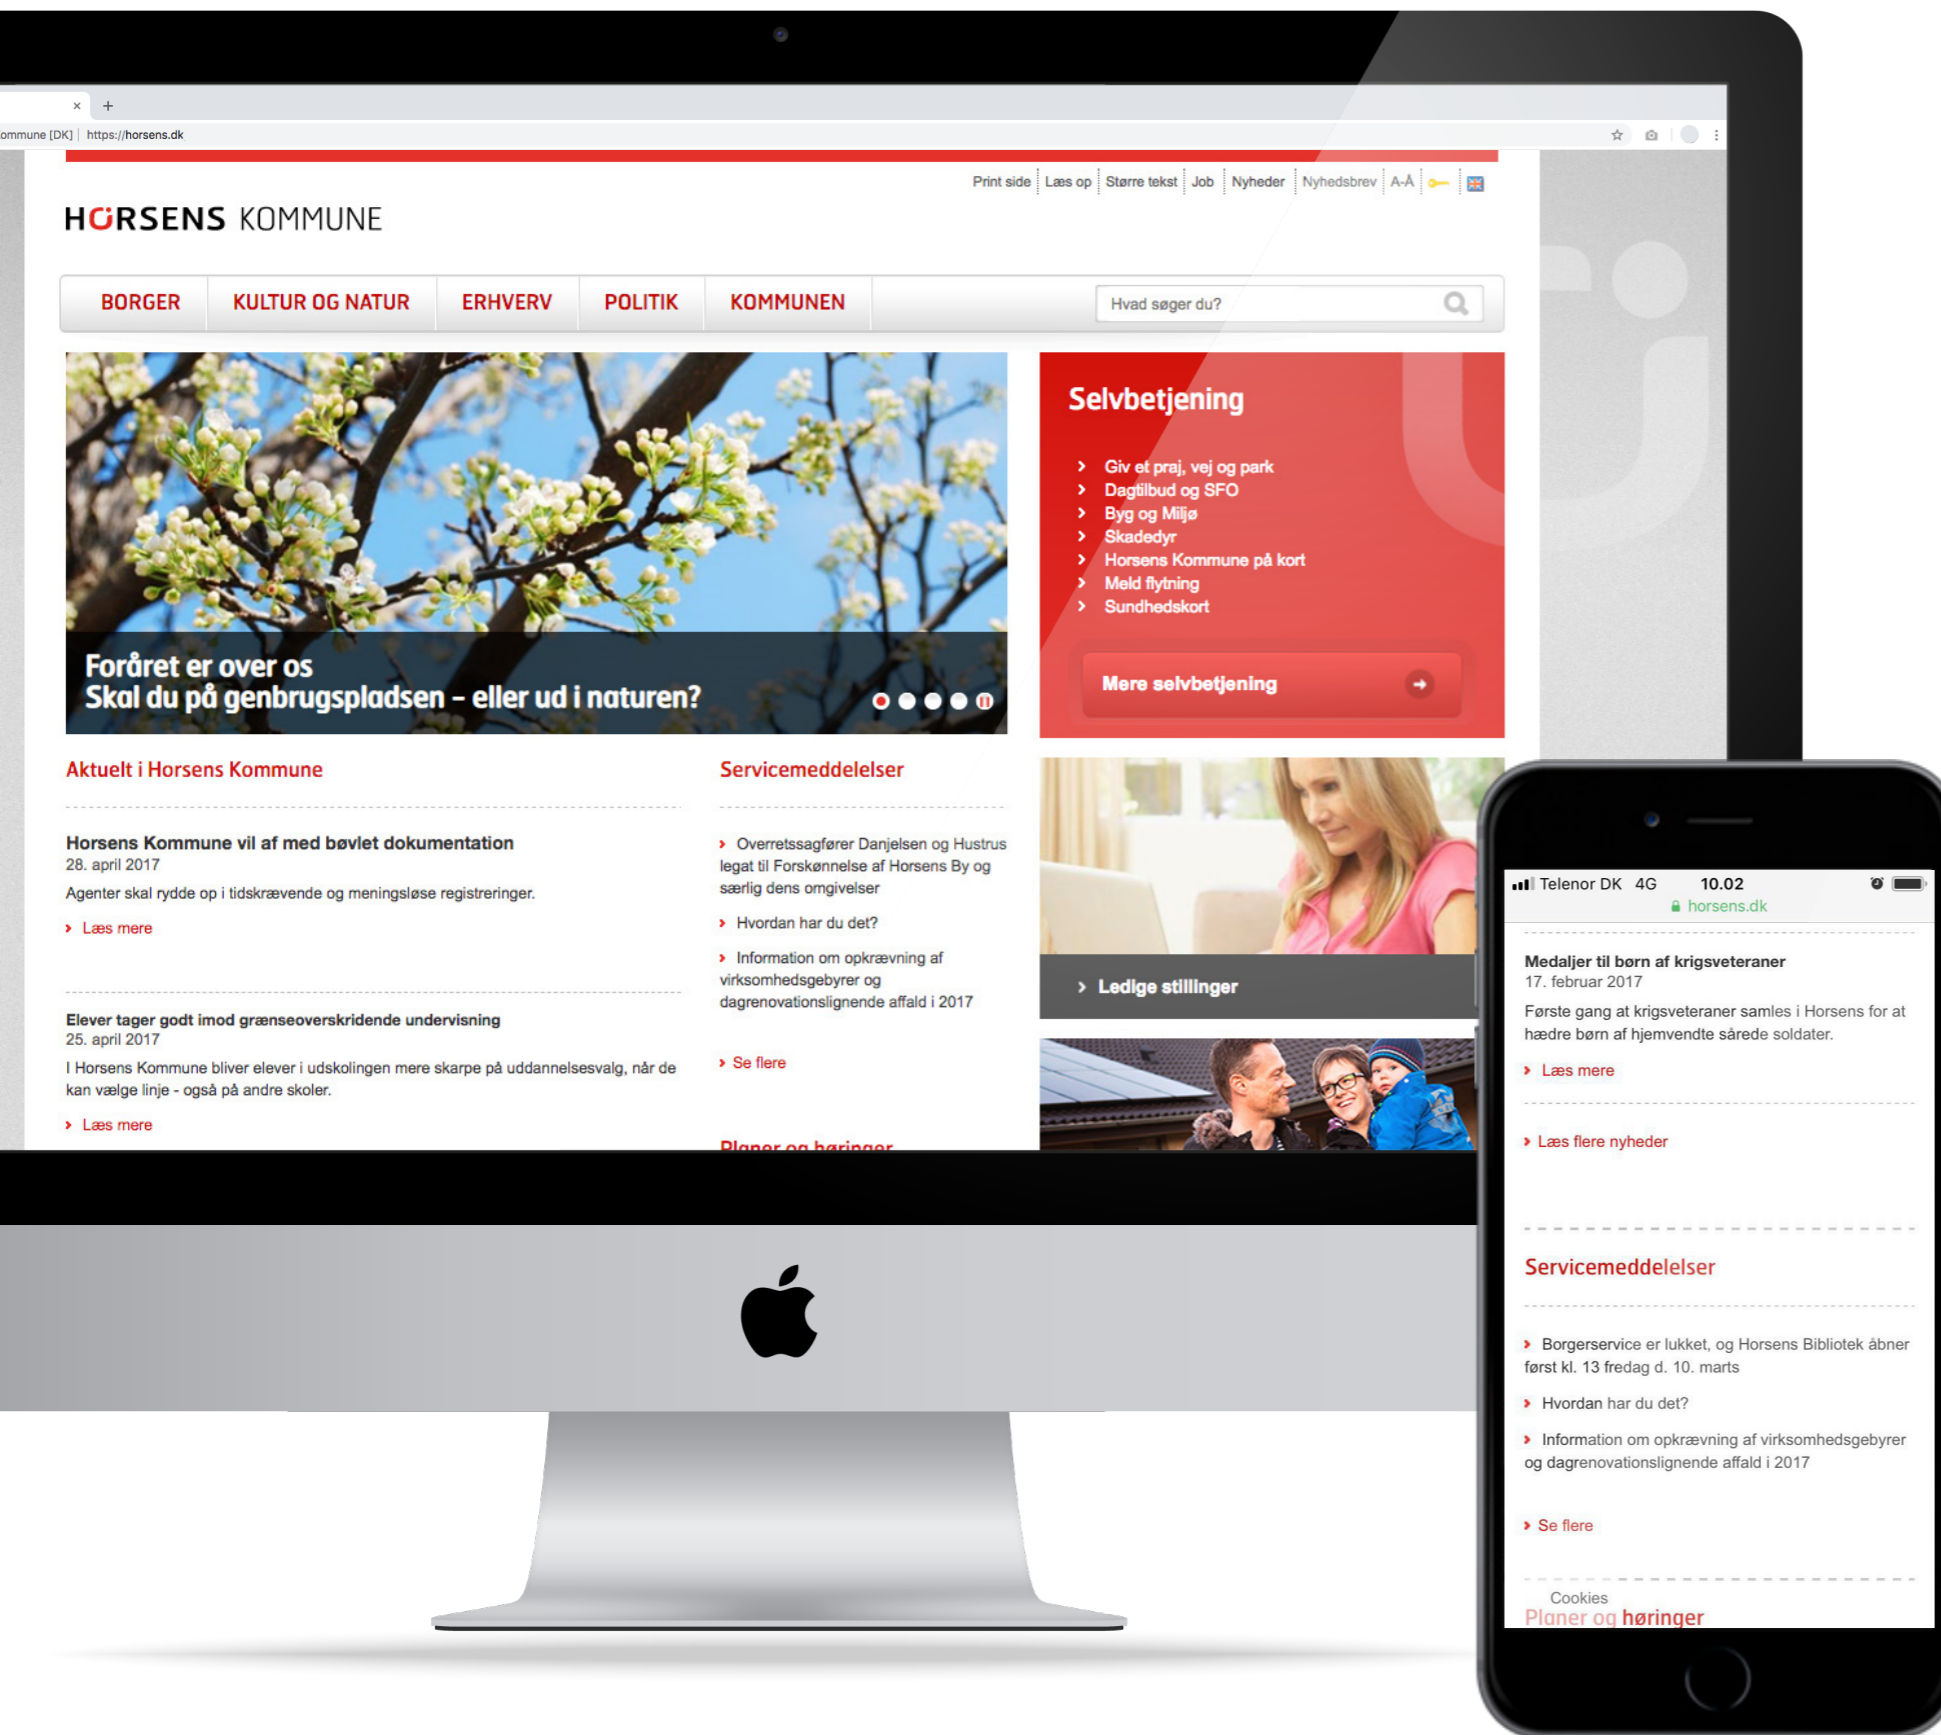 ommune [DK] | https://horsens.dk
Print side Læs op Større tekst Job Nyheder Nyhedsbrev A-Å
HORSENS KOMMUNE
BORGER KULTUR OG NATUR ERHVERV POLITIK KOMMUNEN Hvad søger du?
Foråret er over os
Skal du på genbrugspladsen – eller ud i naturen?
Selvbetjening
Giv et praj, vej og park
Dagtilbud og SFO
Byg og Miljø
Skadedyr
Horsens Kommune på kort
Meld flytning
Sundhedskort
Mere selvbetjening
Aktuelt i Horsens Kommune
Horsens Kommune vil af med bøvlet dokumentation
28. april 2017
Agenter skal rydde op i tidskrævende og meningsløse registreringer.
Læs mere
Elever tager godt imod grænseoverskridende undervisning
25. april 2017
I Horsens Kommune bliver elever i udskolingen mere skarpe på uddannelsesvalg, når de
kan vælge linje - også på andre skoler.
Læs mere
Servicemeddelelser
Overretssagfører Danjelsen og Hustrus
legat til Forskønnelse af Horsens By og
særlig dens omgivelser
Hvordan har du det?
Information om opkrævning af
virksomhedsgebyrer og
dagrenovationslignende affald i 2017
Se flere
Planer og høringer
Ledige stillinger
Telenor DK 4G 10.02
horsens.dk
Medaljer til børn af krigsveteraner
17. februar 2017
Første gang at krigsveteraner samles i Horsens for at
hædre børn af hjemvendte sårede soldater.
Læs mere
Læs flere nyheder
Servicemeddelelser
Borgerservice er lukket, og Horsens Bibliotek åbner
først kl. 13 fredag d. 10. marts
Hvordan har du det?
Information om opkrævning af virksomhedsgebyrer
og dagrenovationslignende affald i 2017
Se flere
Cookies
Planer og høringer